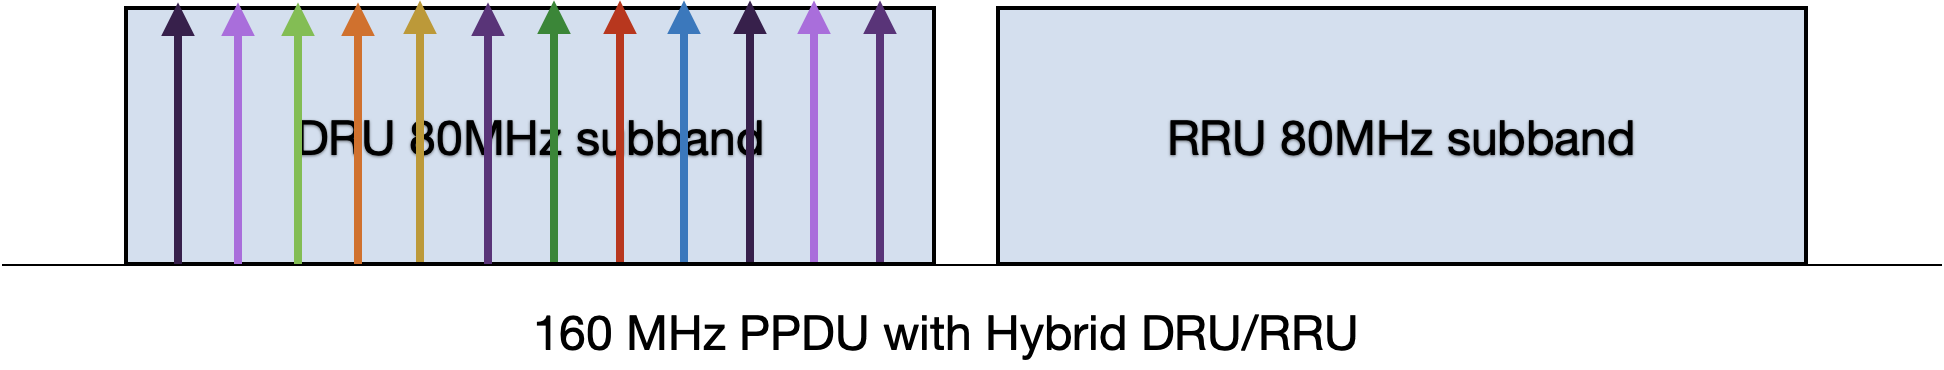 DRU 80MHz subband
RRU 80MHz subband
160 MHz PPDU with Hybrid DRU/RRU